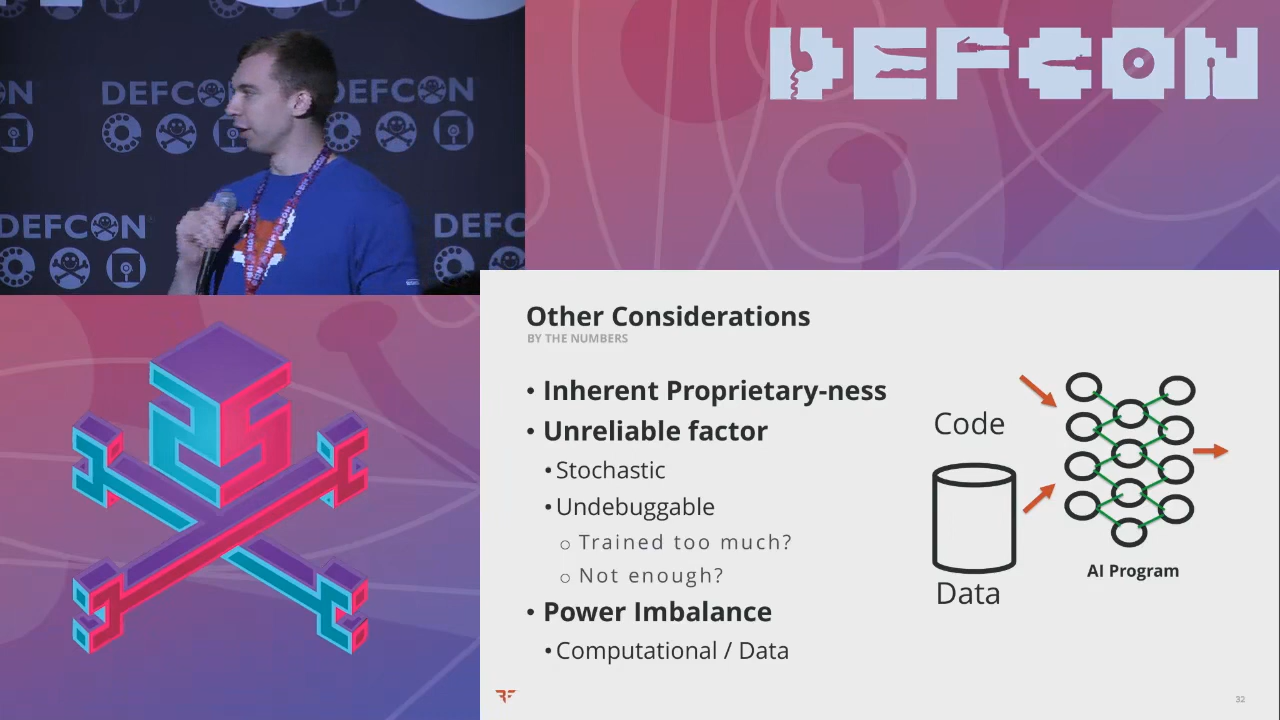 DEFCON
DEFCON
DEFCON
DEFCON
DEFC
DEFCON
Other Considerations
BY THE NUMBERS
• Inherent Proprietary-ness
• Unreliable factor
• Stochastic
• Undebuggable
○ Trained too much?
○ Not enough?
• Power Imbalance
• Computational / Data
Code
Data
AI Program
32